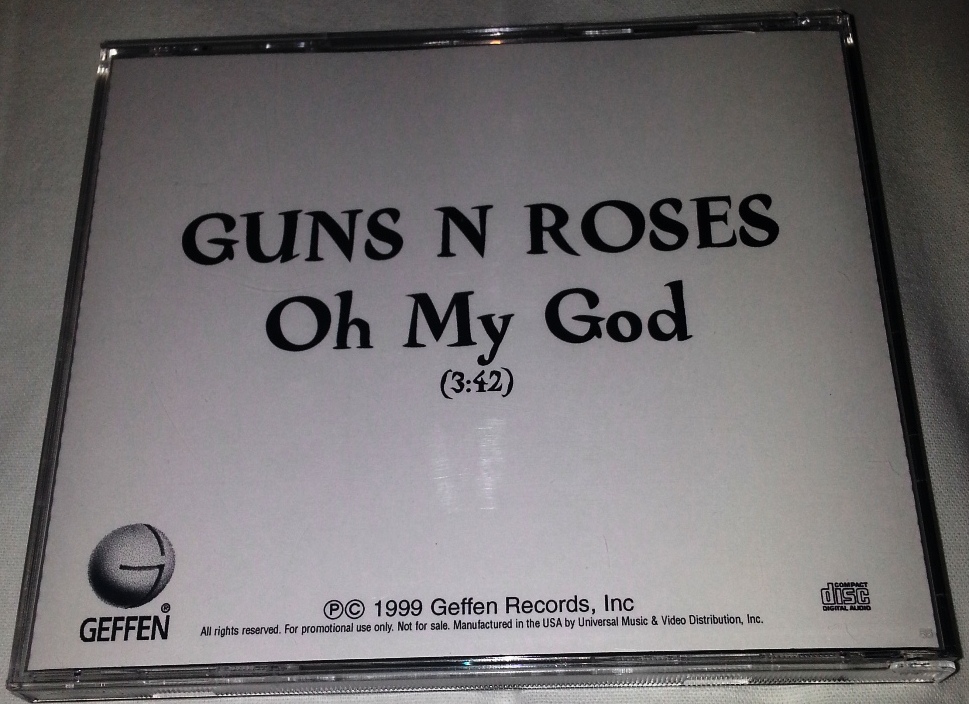 GUNS N ROSES
Oh My God
(3:42)
GEFFEN®
℗© 1999 Geffen Records, Inc
All rights reserved. For promotional use only. Not for sale. Manufactured in the USA by Universal Music & Video Distribution, Inc.
COMPACT
disc
DIGITAL AUDIO